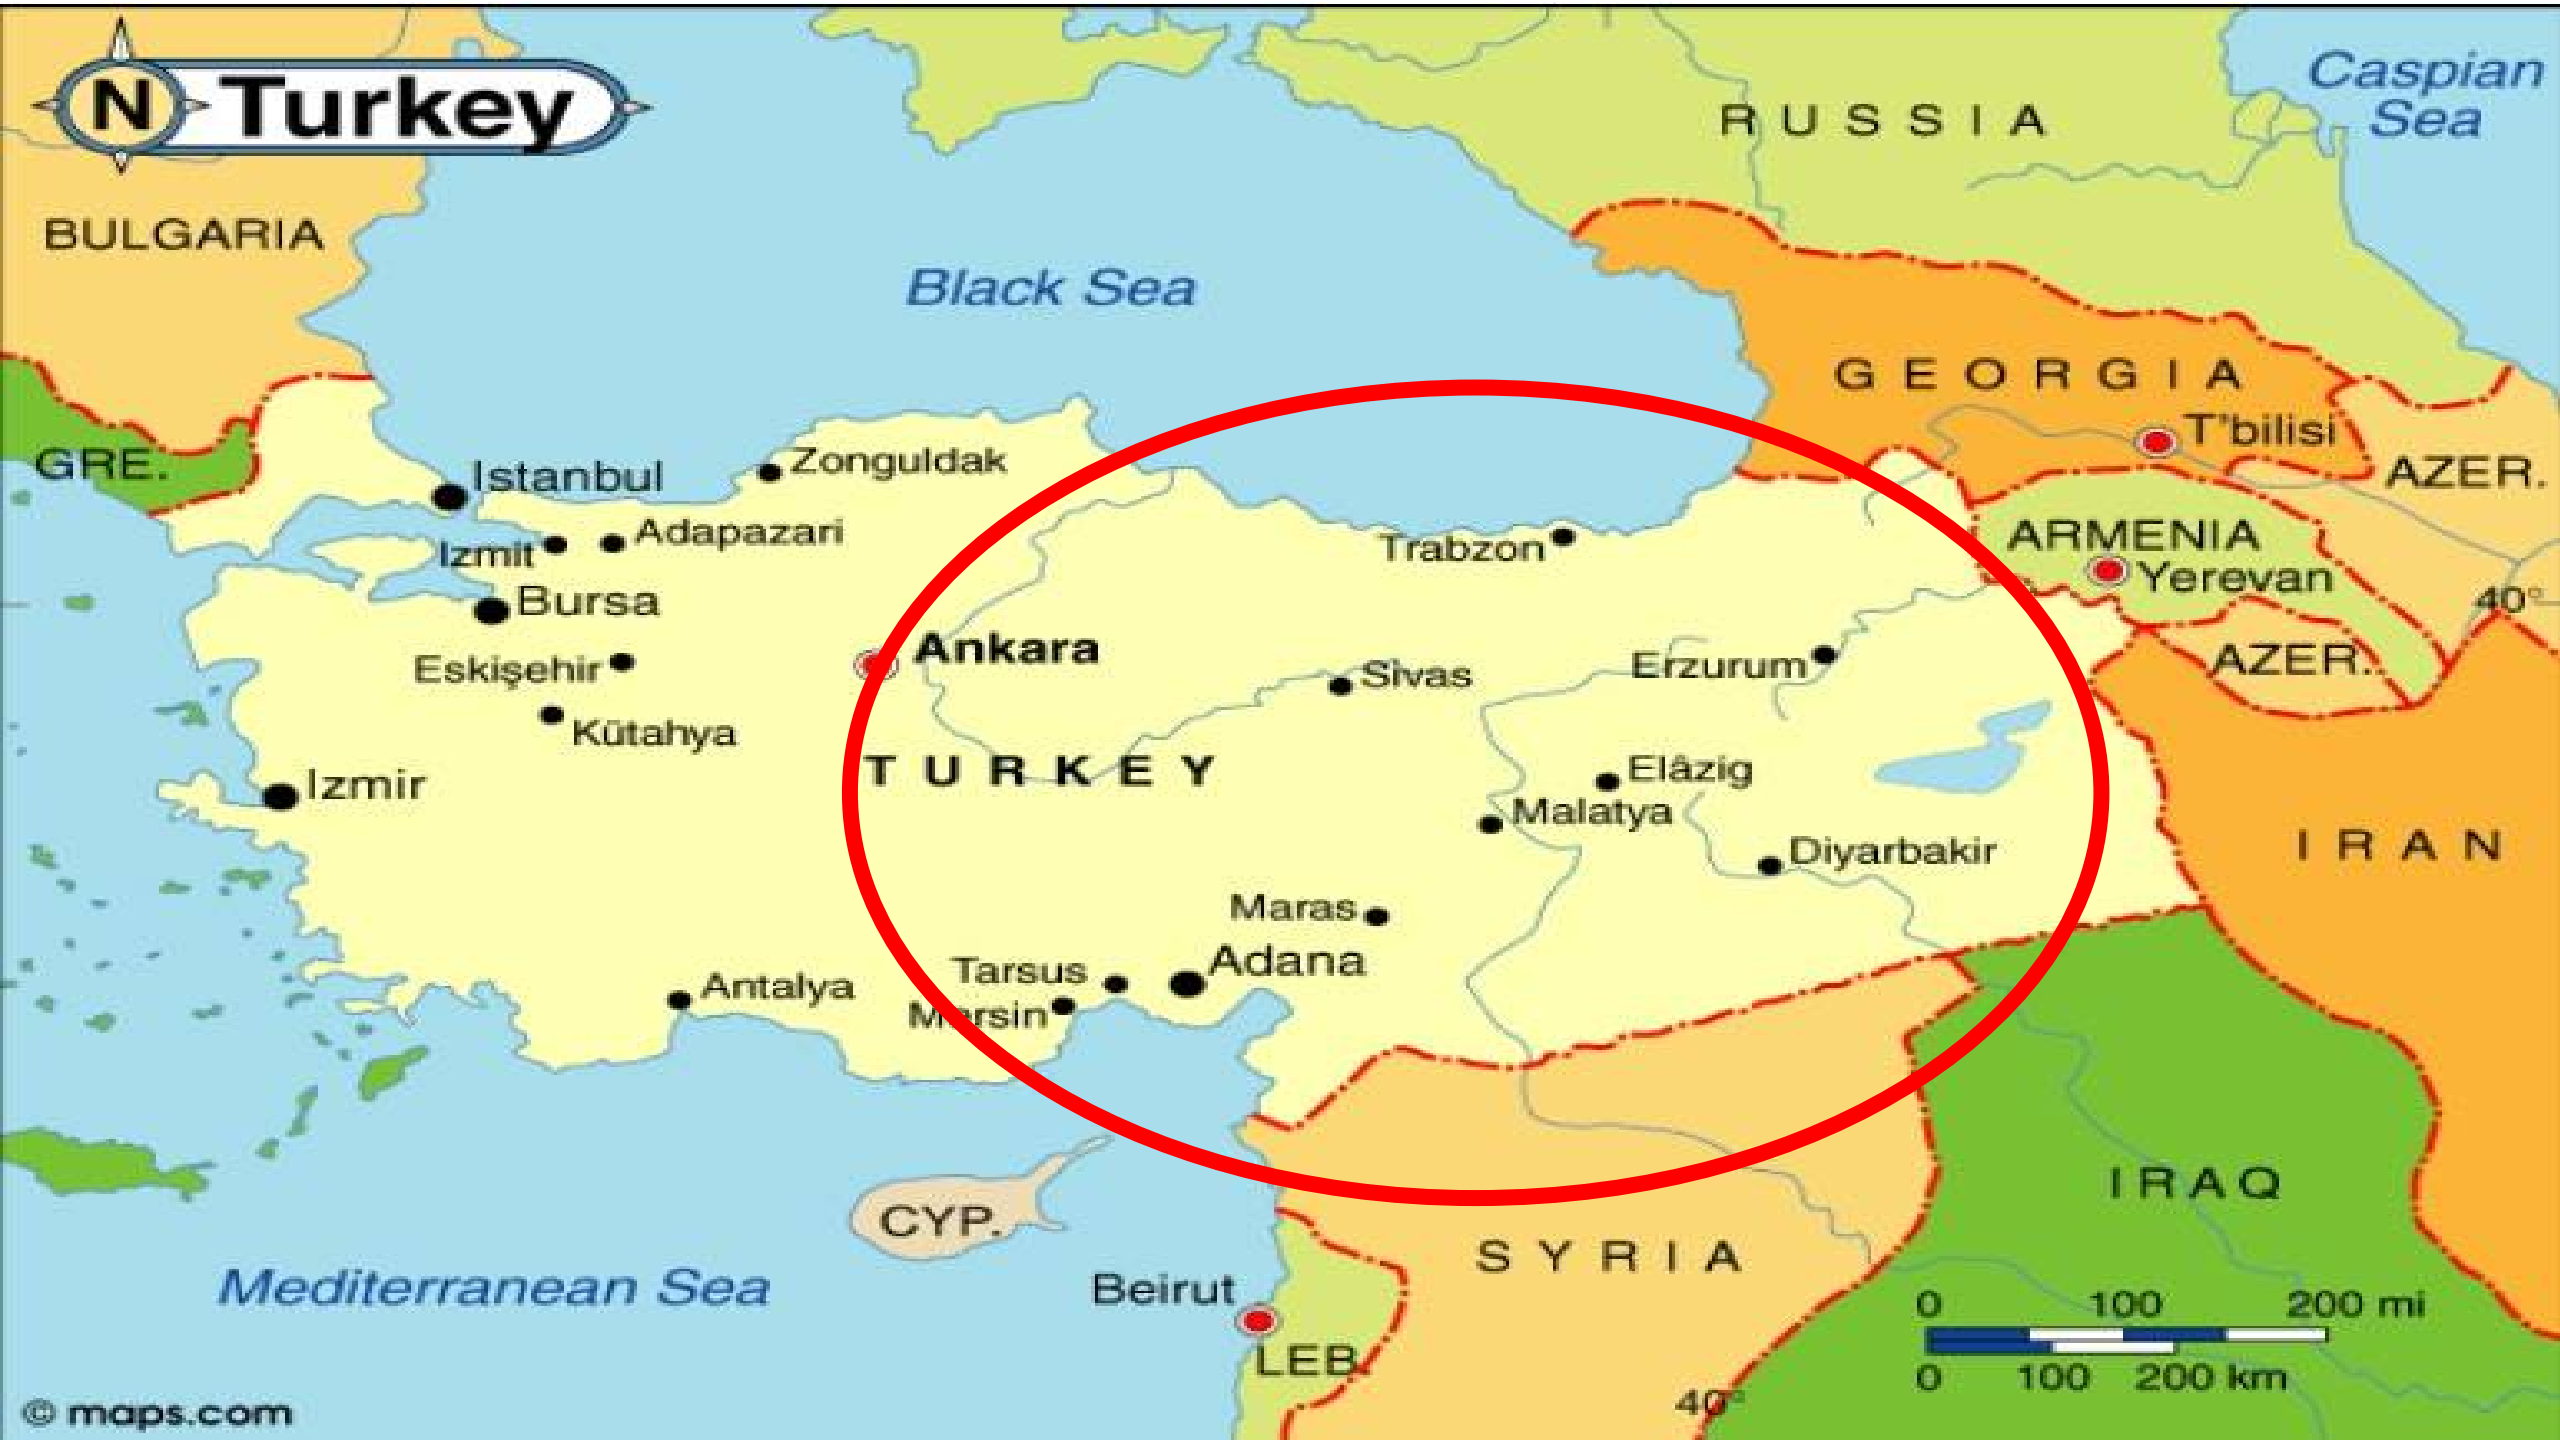 N Turkey
Caspian
Sea
RUSSIA
BULGARIA
Black Sea
GEORGIA
T'bilisi
GRE.
Istanbul
Zonguldak
AZER.
Izmit
Adapazari
Trabzon
ARMENIA
Yerevan
40°
Bursa
Ankara
Eskişehir
Sivas
Erzurum
AZER.
Kütahya
TURKEY
Izmir
Elâzig
Malatya
Diyarbakir
IRAN
Maras
Adana
Tarsus
Antalya
Mersin
IRAQ
CYP.
SYRIA
Mediterranean Sea
Beirut
LEB.
0 100 200 mi
0 100 200 km
40°
© maps.com